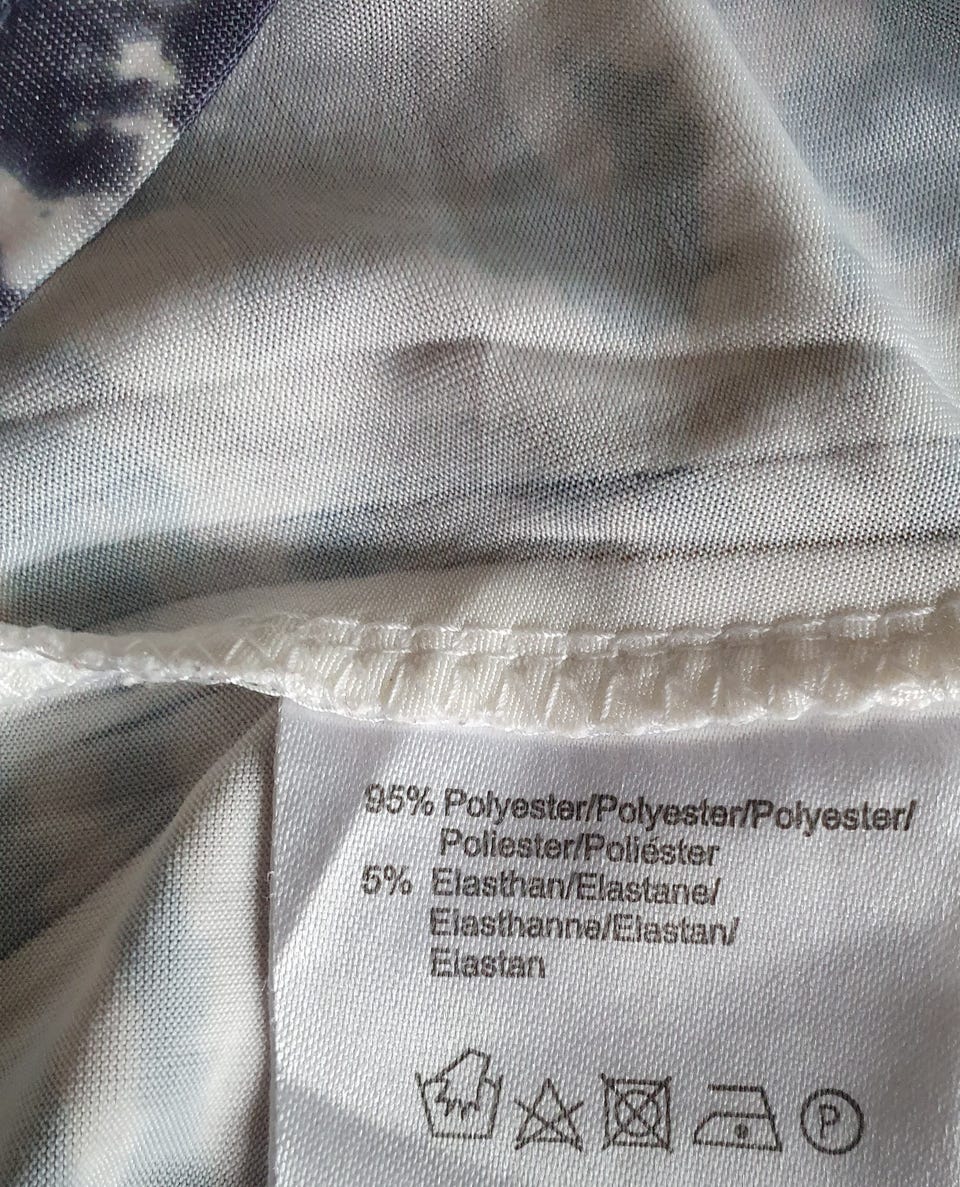 95% Polyester/Polyester/Polyester/
Poliester/Poliéster
5% Elasthan/Elastane/
Elasthanne/Elastan/
Elastan
P